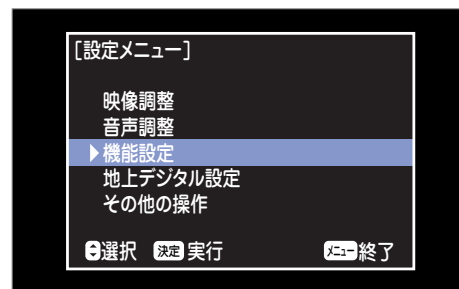 [設定メニュー]
映像調整
音声調整
機能設定
地上デジタル設定
その他の操作
選択 決定 実行 メニュー 終了